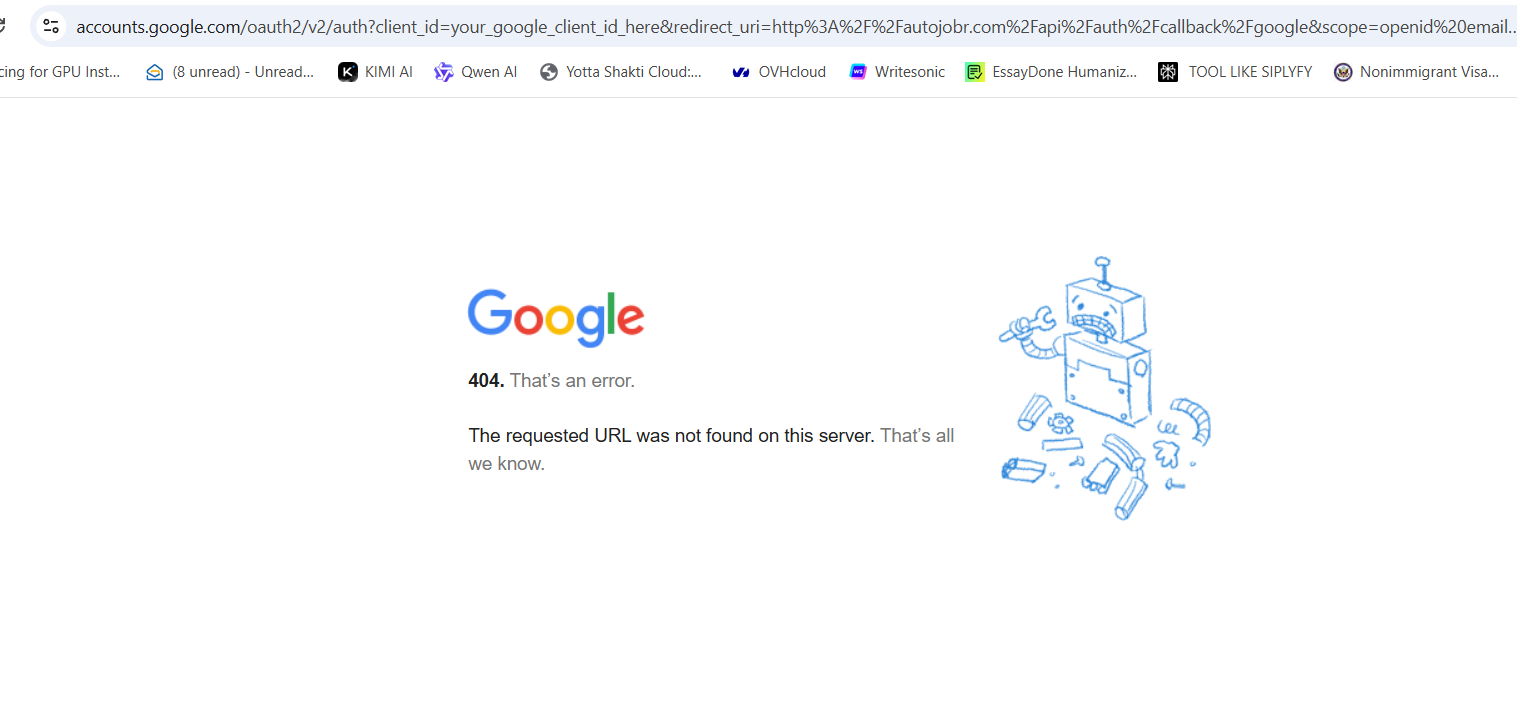 accounts.google.com/oauth2/v2/auth?client_id=your_google_client_id_here&redirect_uri=http%3A%2F%2Fautojobr.com%2Fapi%2Fauth%2Fcallback%2Fgoogle&scope=openid%20email...
cing for GPU Inst... (8 unread) - Unread... KIMI AI Qwen AI Yotta Shakti Cloud:... OVHcloud Writesonic EssayDone Humaniz... TOOL LIKE SIPLYFY Nonimmigrant Visa...
Google
404. That’s an error.
The requested URL was not found on this server. That’s all
we know.